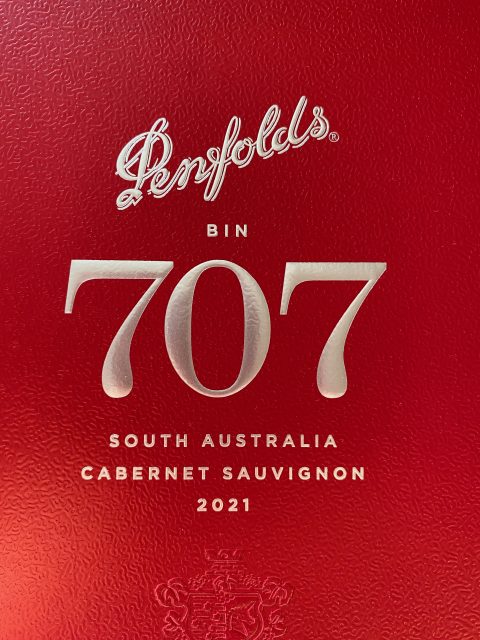 Penfolds®
BIN
707
SOUTH AUSTRALIA
CABERNET SAUVIGNON
2021